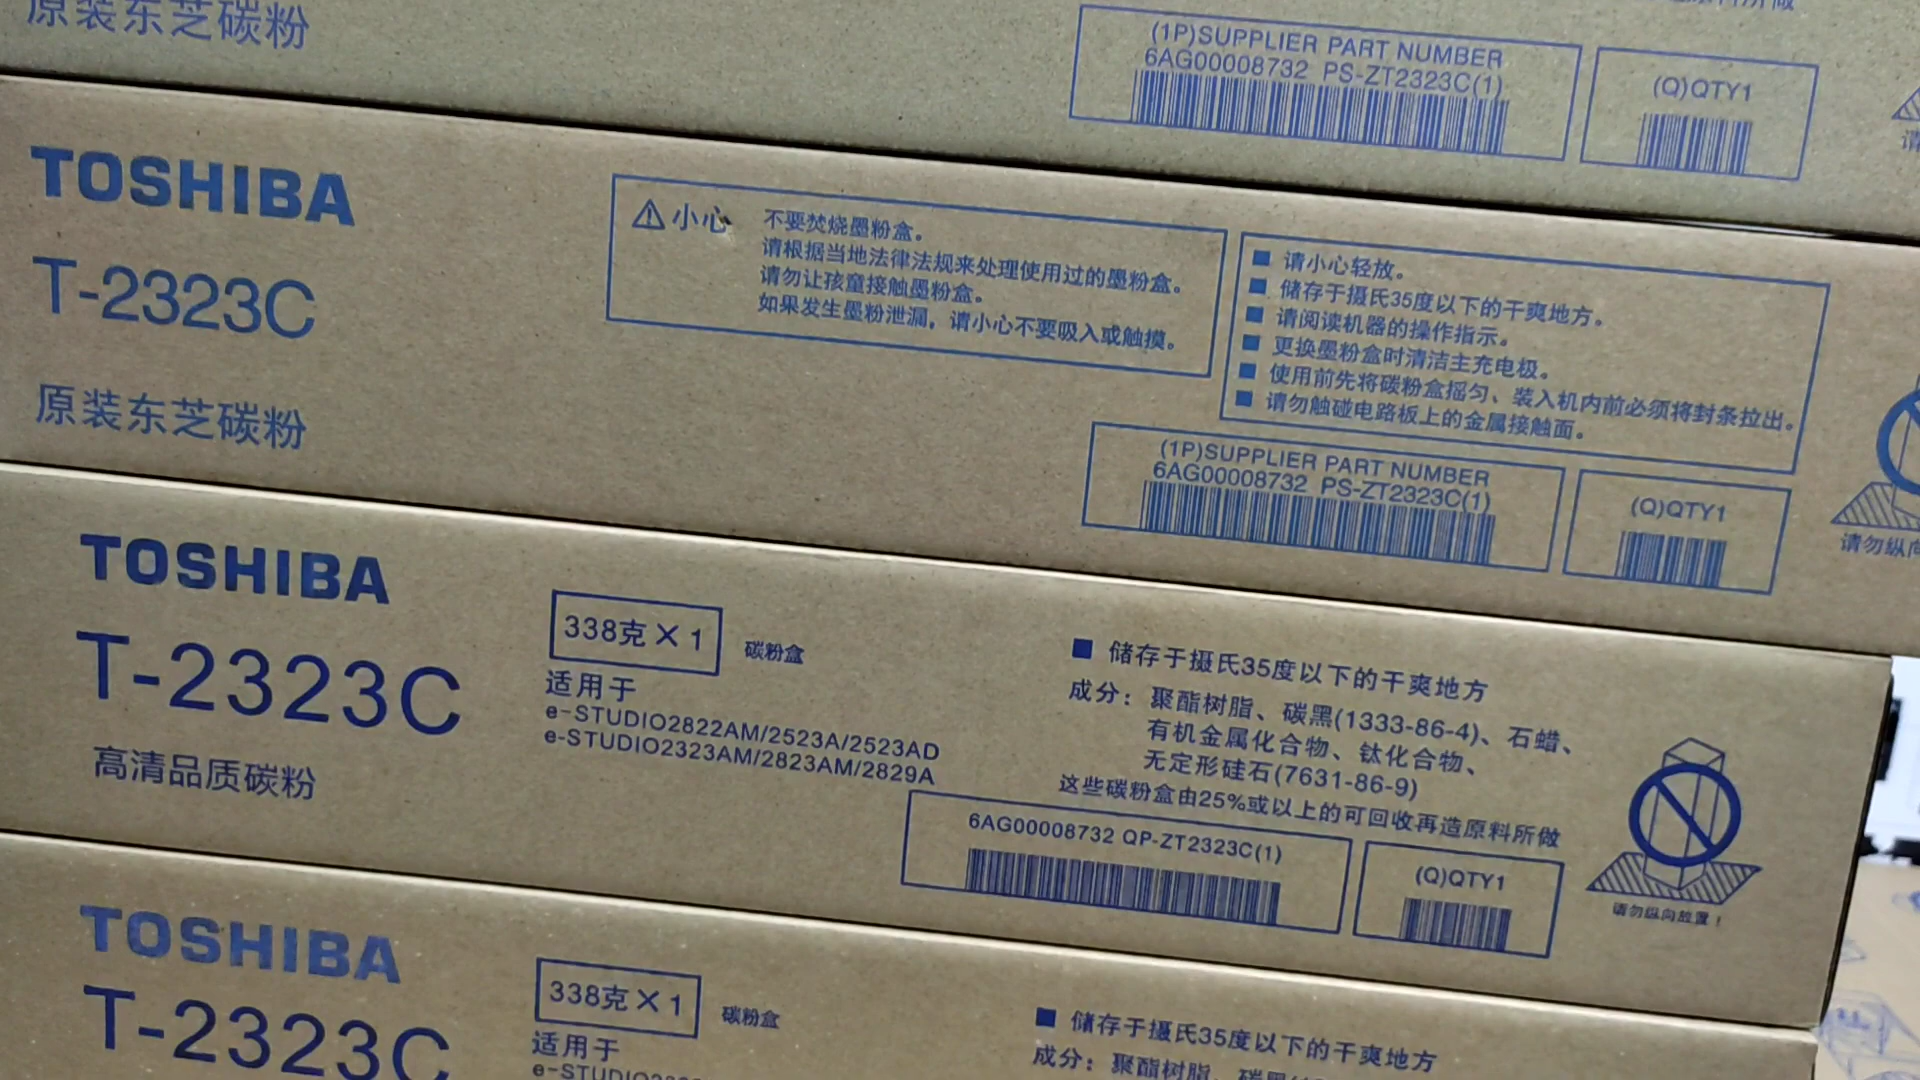 原装东芝碳粉
(1P)SUPPLIER PART NUMBER
6AG00008732 PS-ZT2323C(1)
(Q)QTY1
TOSHIBA
T-2323C
原装东芝碳粉
小心
不要焚烧墨粉盒。
请根据当地法律法规来处理使用过的墨粉盒。
请勿让孩童接触墨粉盒。
如果发生墨粉泄漏，请小心不要吸入或触摸。
■ 请小心轻放。
■ 储存于摄氏35度以下的干爽地方。
■ 请阅读机器的操作指示。
■ 更换墨粉盒时清洁主充电极。
■ 使用前先将碳粉盒摇匀、装入机内前必须将封条拉出。
■ 请勿触碰电路板上的金属接触面。
(1P)SUPPLIER PART NUMBER
6AG00008732 PS-ZT2323C(1)
(Q)QTY1
请勿纵向
TOSHIBA
T-2323C
高清品质碳粉
338克×1
碳粉盒
适用于
e-STUDIO2822AM/2523A/2523AD
e-STUDIO2323AM/2823AM/2829A
■ 储存于摄氏35度以下的干爽地方
成分：聚酯树脂、碳黑(1333-86-4)、石蜡、
有机金属化合物、钛化合物、
无定形硅石(7631-86-9)
这些碳粉盒由25%或以上的可回收再造原料所做
6AG00008732 QP-ZT2323C(1)
(Q)QTY1
请勿纵向放置！
TOSHIBA
T-2323C
338克×1
碳粉盒
适用于
■ 储存于摄氏35度以下的干爽地方
成分：聚酯树脂、碳黑